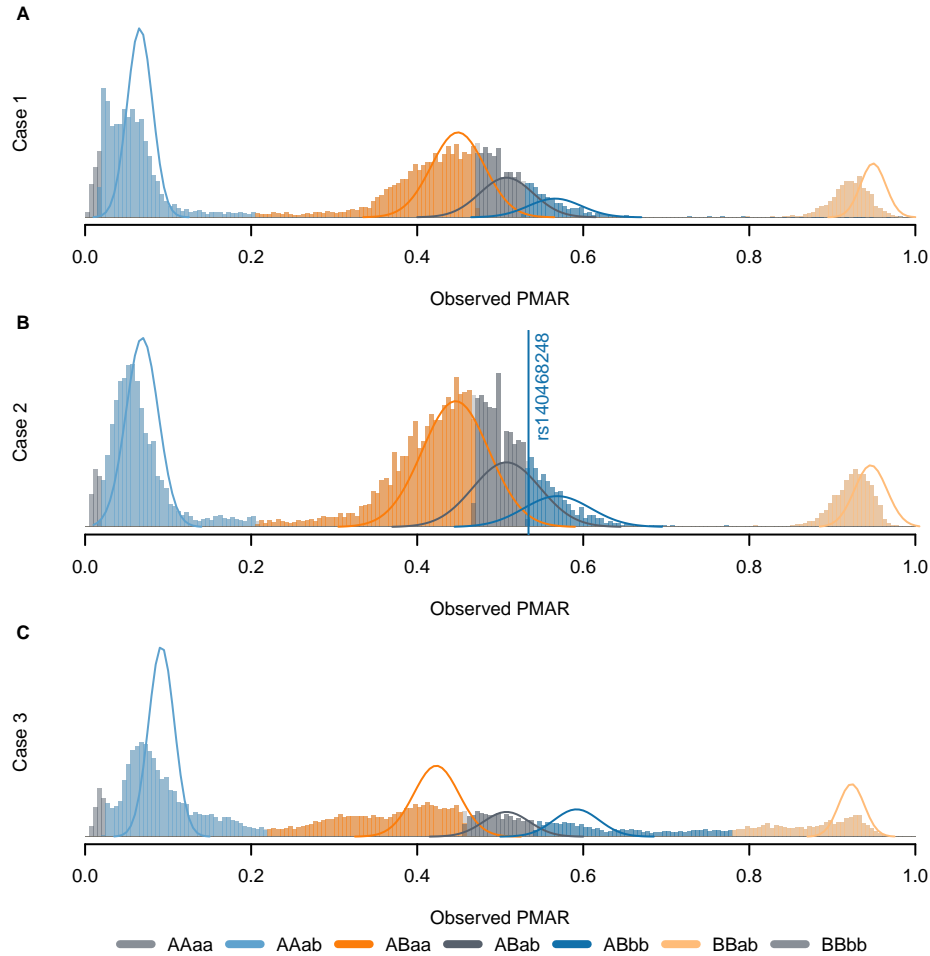 A
Case 1
0.0 0.2 0.4 0.6 0.8 1.0
Observed PMAR
B
Case 2
rs140468248
0.0 0.2 0.4 0.6 0.8 1.0
Observed PMAR
C
Case 3
0.0 0.2 0.4 0.6 0.8 1.0
Observed PMAR
AAaa AAab ABaa ABab ABbb BBab BBbb